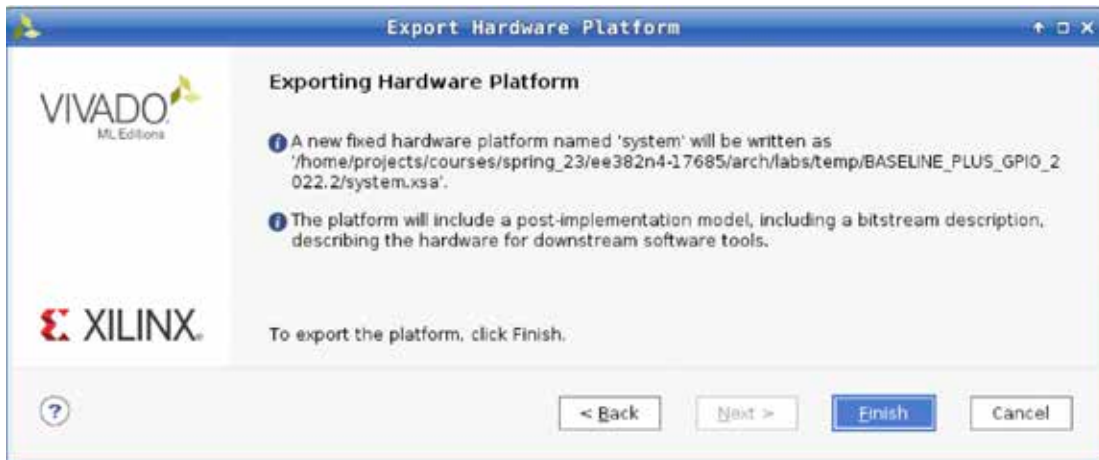 Export Hardware Platform
VIVADO
ML Editions
Exporting Hardware Platform
A new fixed hardware platform named 'system' will be written as
'/home/projects/courses/spring_23/ee382n4-17685/arch/labs/temp/BASELINE_PLUS_GPIO_2
022.2/system.xsa'.
The platform will include a post-implementation model, including a bitstream description,
describing the hardware for downstream software tools.
XILINX
To export the platform, click Finish.
?
< Back
Next >
Finish
Cancel